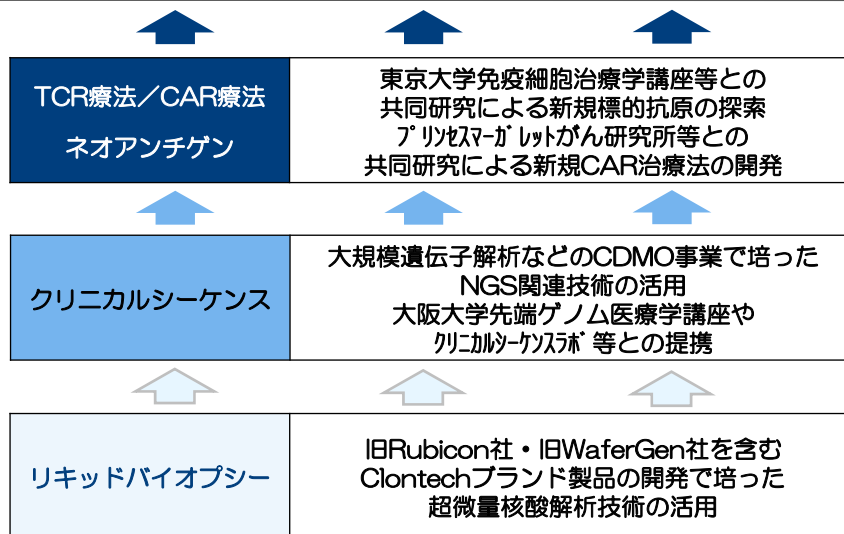 TCR療法／CAR療法
ネオアンチゲン
東京大学免疫細胞治療学講座等との
共同研究による新規標的抗原の探索
ﾌﾟﾘﾝｾｽﾏｰｶﾞﾚｯﾄがん研究所等との
共同研究による新規CAR治療法の開発
クリニカルシーケンス
大規模遺伝子解析などのCDMO事業で培った
NGS関連技術の活用
大阪大学先端ゲノム医療学講座や
ｸﾘﾆｶﾙｼｰｹﾝｽﾗﾎﾞ等との提携
リキッドバイオプシー
旧Rubicon社・旧WaferGen社を含む
Clontechブランド製品の開発で培った
超微量核酸解析技術の活用